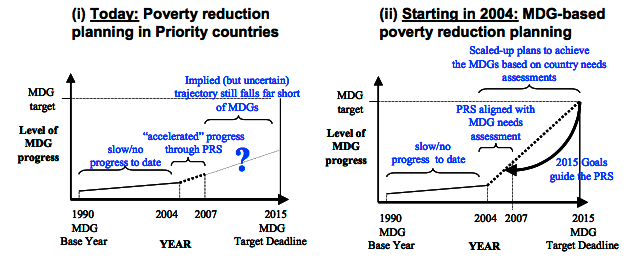 (i) Today: Poverty reduction
planning in Priority countries
Implied (but uncertain)
trajectory still falls far short
of MDGs
MDG
target
Level of
MDG
progress
"accelerated" progress
through PRS
slow/no
progress to date
?
1990
MDG
Base Year
2004
2007
2015
MDG
Target Deadline
YEAR
(ii) Starting in 2004: MDG-based
poverty reduction planning
Scaled-up plans to achieve
the MDGs based on country needs
assessments
MDG
target
Level of
MDG
progress
PRS aligned with
MDG needs
assessment
slow/no
progress to date
2015 Goals
guide the PRS
1990
MDG
Base Year
2004
2007
2015
MDG
Target Deadline
YEAR